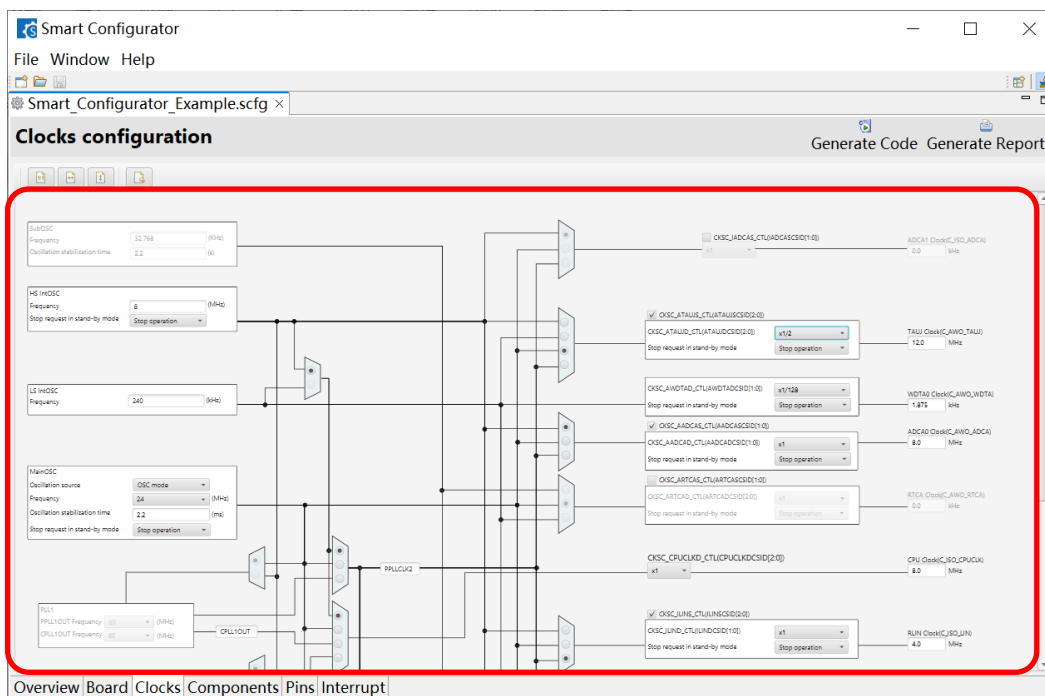 Smart Configurator
File Window Help
Smart_Configurator_Example.scfg
Clocks configuration
Generate Code Generate Report
SubOSC
Frequency 32.768 (KHz)
Oscillation stabilization time 2.2 (s)
HS IntOSC
Frequency 8 (MHz)
Stop request in stand-by mode Stop operation
LS IntOSC
Frequency 240 (kHz)
MainOSC
Oscillation source OSC mode
Frequency 24 (MHz)
Oscillation stabilization time 2.2 (ms)
Stop request in stand-by mode Stop operation
PLL1
PPLL1OUT Frequency (MHz)
CPLL1OUT Frequency (MHz)
CPLL1OUT
PPLLCLK2
CKSC_IADCAS_CTL(IADCASCSID[1:0])
x1
ADCA1 Clock(C_ISO_ADCA)
0.0 kHz
CKSC_ATAUJS_CTL(ATAUJSCSID[2:0])
CKSC_ATAUJD_CTL(ATAUJDCSID[2:0]) x1/2
Stop request in stand-by mode Stop operation
TAUJ Clock(C_AWO_TAUJ)
12.0 MHz
CKSC_AWDTAD_CTL(AWDTADCSID[1:0]) x1/128
Stop request in stand-by mode Stop operation
WDTA0 Clock(C_AWO_WDTA)
1.875 kHz
CKSC_AADCAS_CTL(AADCASCSID[1:0])
CKSC_AADCAD_CTL(AADCADCSID[1:0]) x1
Stop request in stand-by mode Stop operation
ADCA0 Clock(C_AWO_ADCA)
8.0 MHz
CKSC_ARTCAS_CTL(ARTCASCSID[1:0])
CKSC_ARTCAD_CTL(ARTCADCSID[2:0]) x1
Stop request in stand-by mode Stop operation
RTCA Clock(C_AWO_RTCA)
0.0 kHz
CKSC_CPUCLKD_CTL(CPUCLKDCSID[2:0])
x1
CPU Clock(C_ISO_CPUCLK)
8.0 MHz
CKSC_ILINS_CTL(ILINSCSID[2:0])
CKSC_ILIND_CTL(ILINDCSID[1:0]) x1
Stop request in stand-by mode Stop operation
RLIN Clock(C_ISO_LIN)
4.0 MHz
Overview Board Clocks Components Pins Interrupt